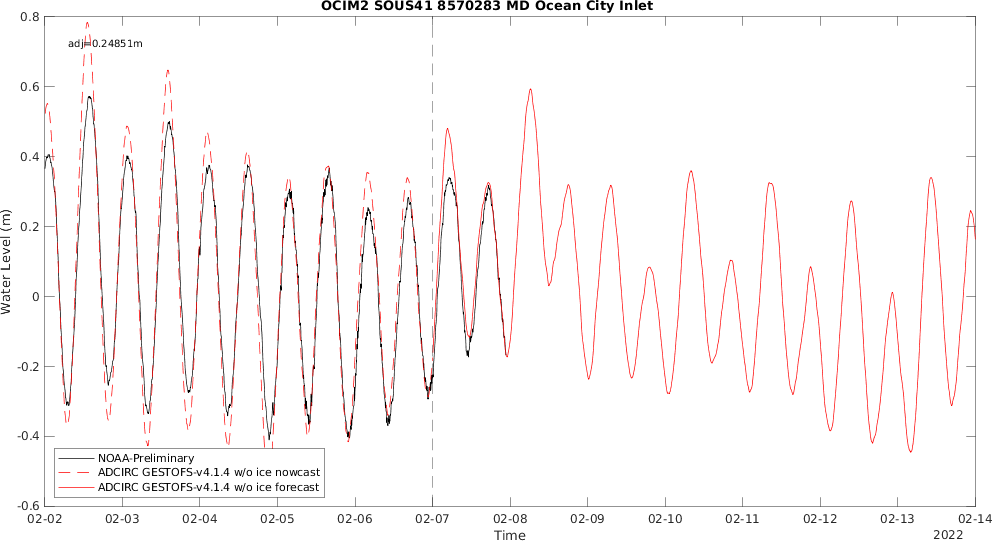 OCIM2 SOUS41 8570283 MD Ocean City Inlet
adj=0.24851m
Water Level (m)
0.8
0.6
0.4
0.2
0
-0.2
-0.4
-0.6
NOAA-Preliminary
ADCIRC GESTOFS-v4.1.4 w/o ice nowcast
ADCIRC GESTOFS-v4.1.4 w/o ice forecast
02-02 02-03 02-04 02-05 02-06 02-07 02-08 02-09 02-10 02-11 02-12 02-13 02-14
Time
2022